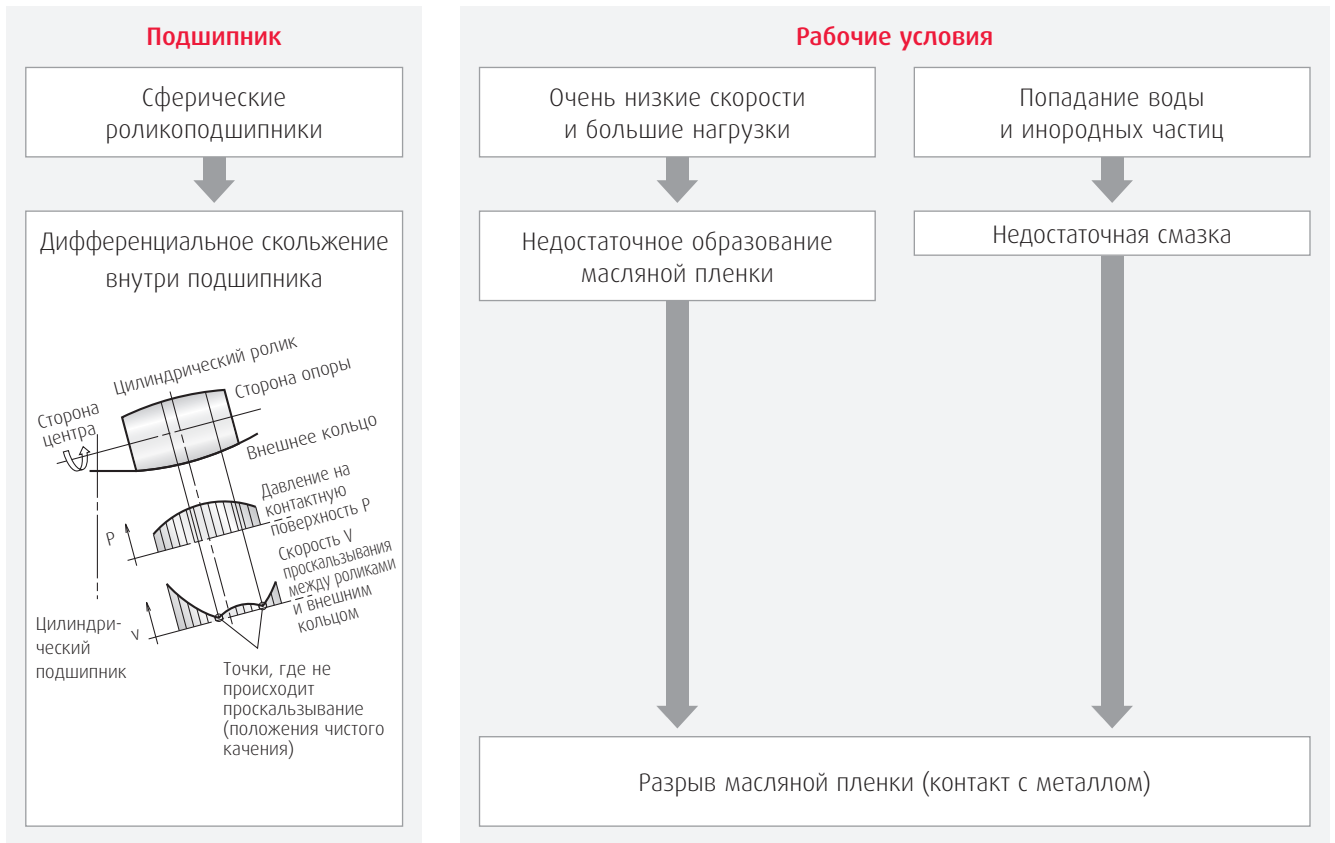 Подшипник
Сферические
роликоподшипники
Дифференциальное скольжение
внутри подшипника
Цилиндрический ролик
Сторона опоры
Сторона
центра
Внешнее кольцо
Давление на
контактную
поверхность P
P
Скорость V
проскальзывания
между роликами
и внешним
кольцом
v
Цилиндри-
ческий
подшипник
Точки, где не
происходит
проскальзывание
(положения чистого
качения)
Рабочие условия
Очень низкие скорости
и большие нагрузки
Недостаточное образование
масляной пленки
Попадание воды
и инородных частиц
Недостаточная смазка
Разрыв масляной пленки (контакт с металлом)